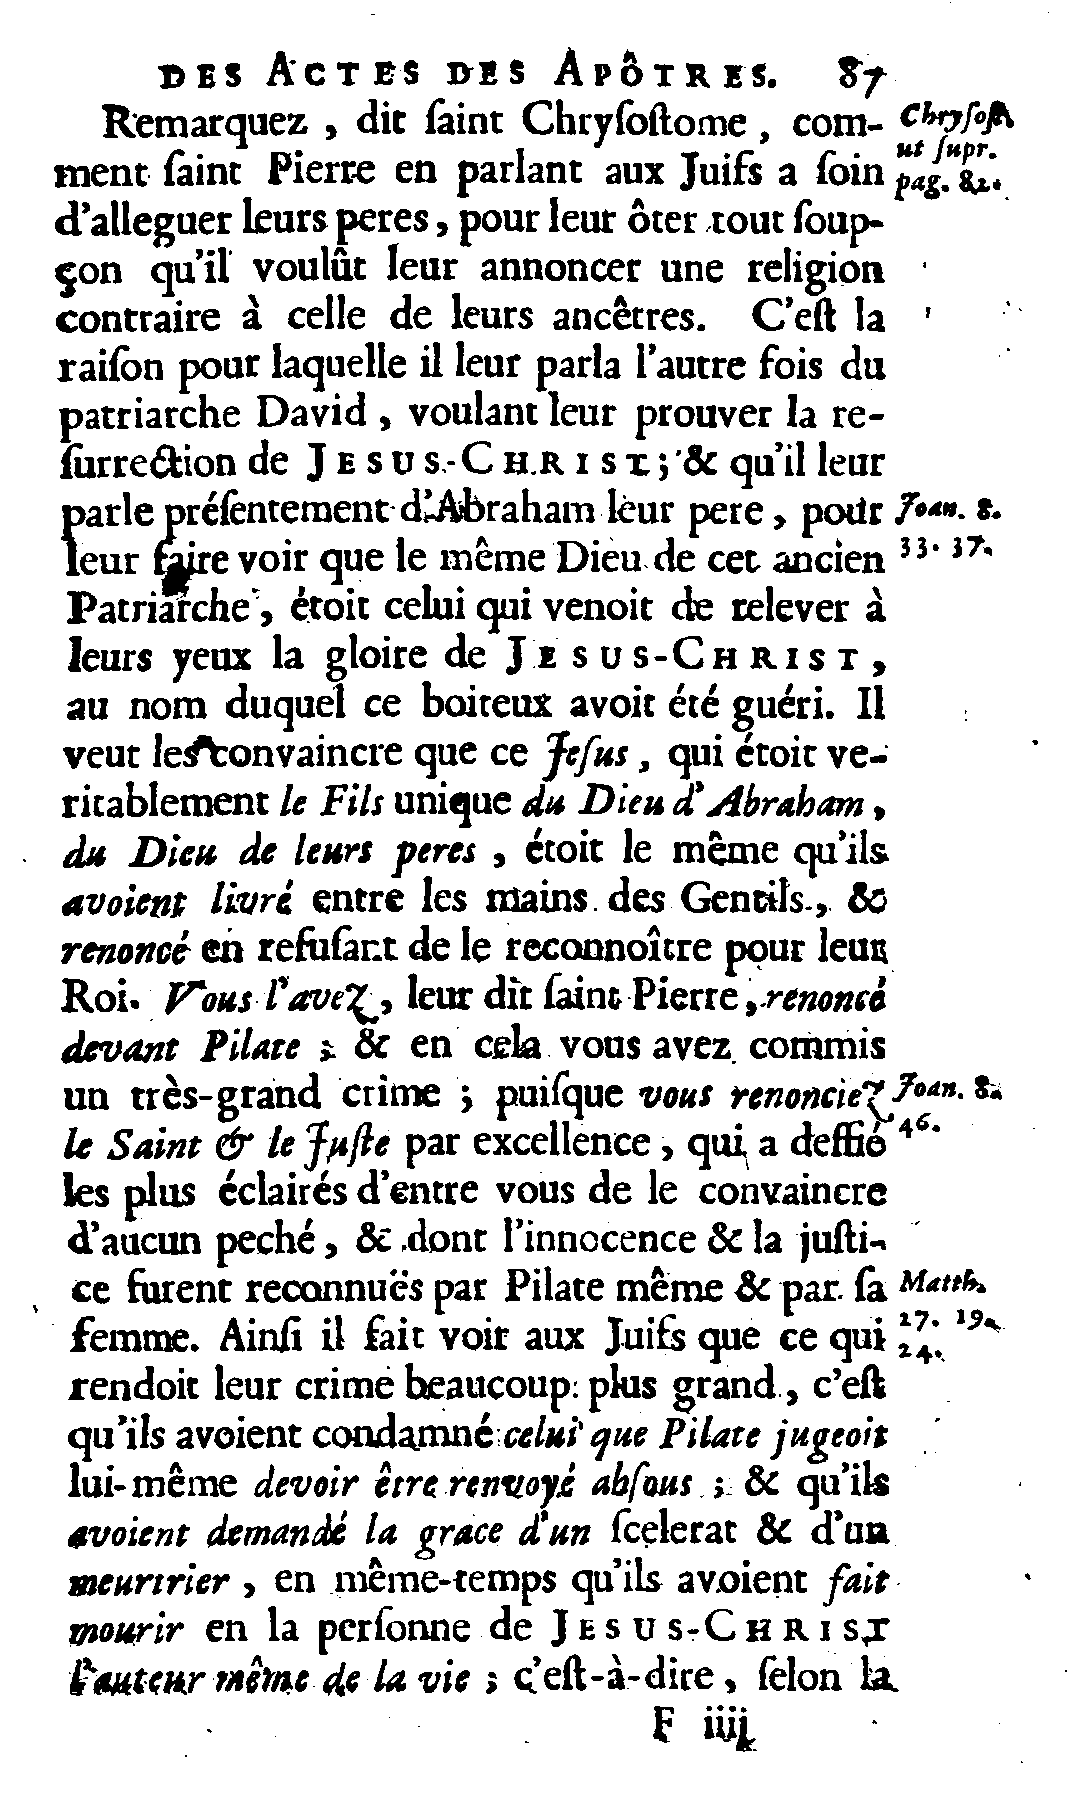 DES ACTES DES APÔTRES. 87
Remarquez, dit ſaint Chryſoſtome, com-
Chryſoſt.
ut ſupr.
pag. 82.
ment ſaint Pierre en parlant aux Juifs a ſoin
d'alleguer leurs peres, pour leur ôter tout ſoup-
çon qu'il voulût leur annoncer une religion
contraire à celle de leurs ancêtres. C'eſt la
raiſon pour laquelle il leur parla l'autre fois du
patriarche David, voulant leur prouver la re-
ſurrection de JESUS-CHRIST; & qu'il leur
parle préſentement d'Abraham leur pere, pour
Joan. 8.
33. 37.
leur faire voir que le même Dieu de cet ancien
Patriarche, étoit celui qui venoit de relever à
leurs yeux la gloire de JESUS-CHRIST,
au nom duquel ce boiteux avoit été guéri. Il
veut les convaincre que ce Jeſus, qui étoit ve-
ritablement le Fils unique du Dieu d'Abraham,
du Dieu de leurs peres, étoit le même qu'ils
avoient livré entre les mains des Gentils, &
renoncé en refuſant de le reconnoître pour leur
Roi. Vous l'avez, leur dit ſaint Pierre, renoncé
devant Pilate; & en cela vous avez commis
un très-grand crime; puiſque vous renonciez
Joan. 8.
46.
le Saint & le Juſte par excellence, qui a deffié
les plus éclairés d'entre vous de le convaincre
d'aucun peché, & dont l'innocence & la juſti-
ce furent reconnuës par Pilate même & par ſa
Matth.
27. 19.
24.
femme. Ainſi il fait voir aux Juifs que ce qui
rendoit leur crime beaucoup plus grand, c'eſt
qu'ils avoient condamné celui que Pilate jugeoit
lui-même devoir être renvoyé abſous; & qu'ils
avoient demandé la grace d'un ſcelerat & d'un
meurtrier, en même-temps qu'ils avoient fait
mourir en la perſonne de JESUS-CHRIST
l'auteur même de la vie; c'eſt-à-dire, ſelon la
F iiij